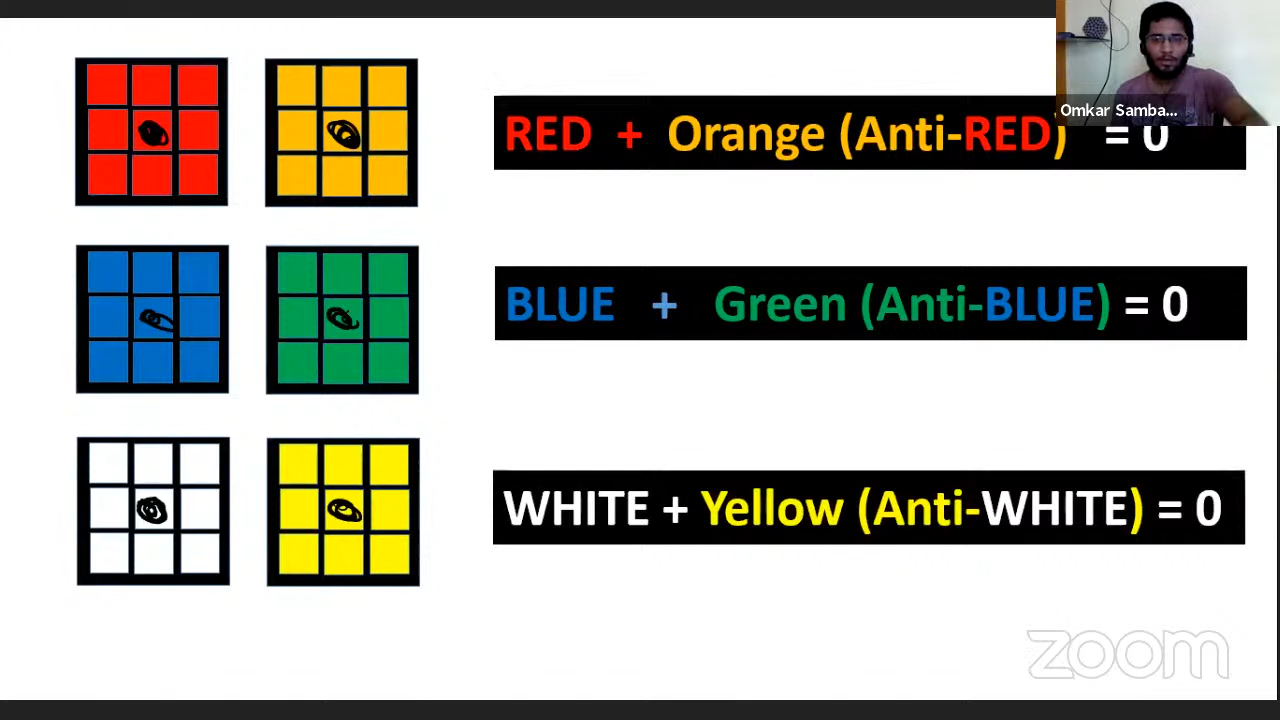 RED + Orange (Anti-RED) = 0
Omkar Samba...
BLUE + Green (Anti-BLUE) = 0
WHITE + Yellow (Anti-WHITE) = 0
zoom